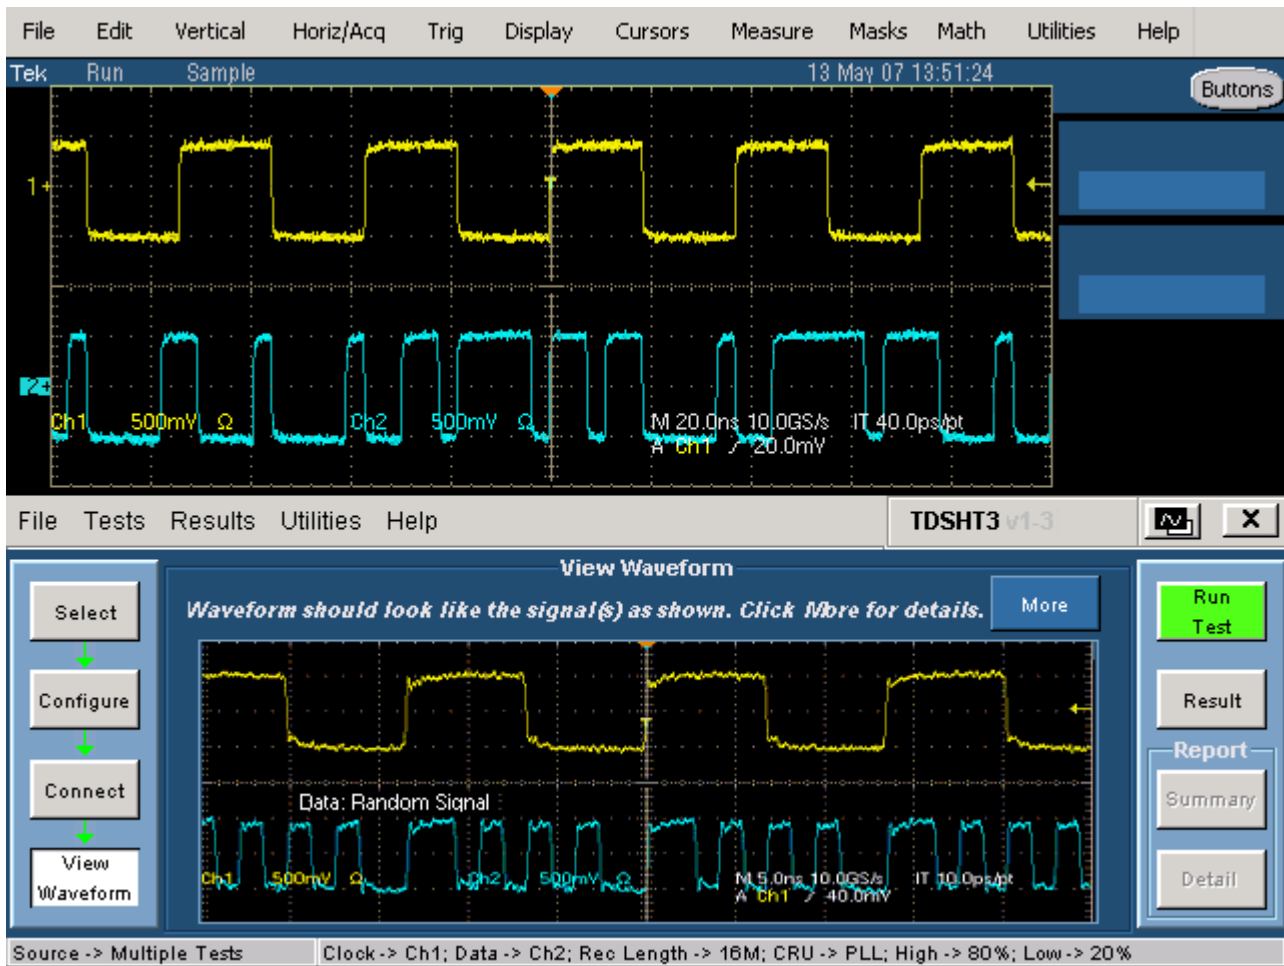 File Edit Vertical Horiz/Acq Trig Display Cursors Measure Masks Math Utilities Help
Tek Run Sample 13 May 07 13:51:24
Buttons
1
2
Ch1 500mV Ω Ch2 500mV Ω M 20.0ns 10.0GS/s IT 40.0ps/pt
A Ch1 / 20.0mV
File Tests Results Utilities Help TDSHT3 v1-3 X
View Waveform
Waveform should look like the signal(s) as shown. Click More for details.
More
Select
Configure
Connect
View
Waveform
T
Data: Random Signal
Ch1 500mV Ω Ch2 500mV Ω M 5.0ns 10.0GS/s IT 10.0ps/pt
A Ch1 / 40.0mV
Run
Test
Result
Report
Summary
Detail
Source -> Multiple Tests Clock -> Ch1; Data -> Ch2; Rec Length -> 16M; CRU -> PLL; High -> 80%; Low -> 20%